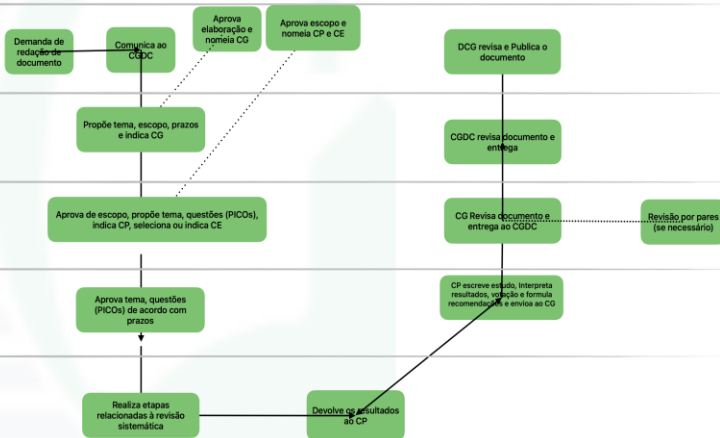 Demanda de
redação de
documento
Comunica ao
CGDC
Aprova
elaboração e
nomeia CG
Aprova escopo e
nomeia CP e CE
DCG revisa e Publica o
documento
Propõe tema, escopo, prazos
e indica CG
CGDC revisa documento e
entrega
Aprova de escopo, propõe tema, questões (PICOs),
indica CP, seleciona ou indica CE
CG Revisa documento e
entrega ao CGDC
Revisão por pares
(se necessário)
Aprova tema, questões
(PICOs) de acordo com
prazos
CP escreve estudo, Interpreta
resultados, votação e formula
recomendações e envioa ao CG
Realiza etapas
relacionadas à revisão
sistemática
Devolve os resultados
ao CP